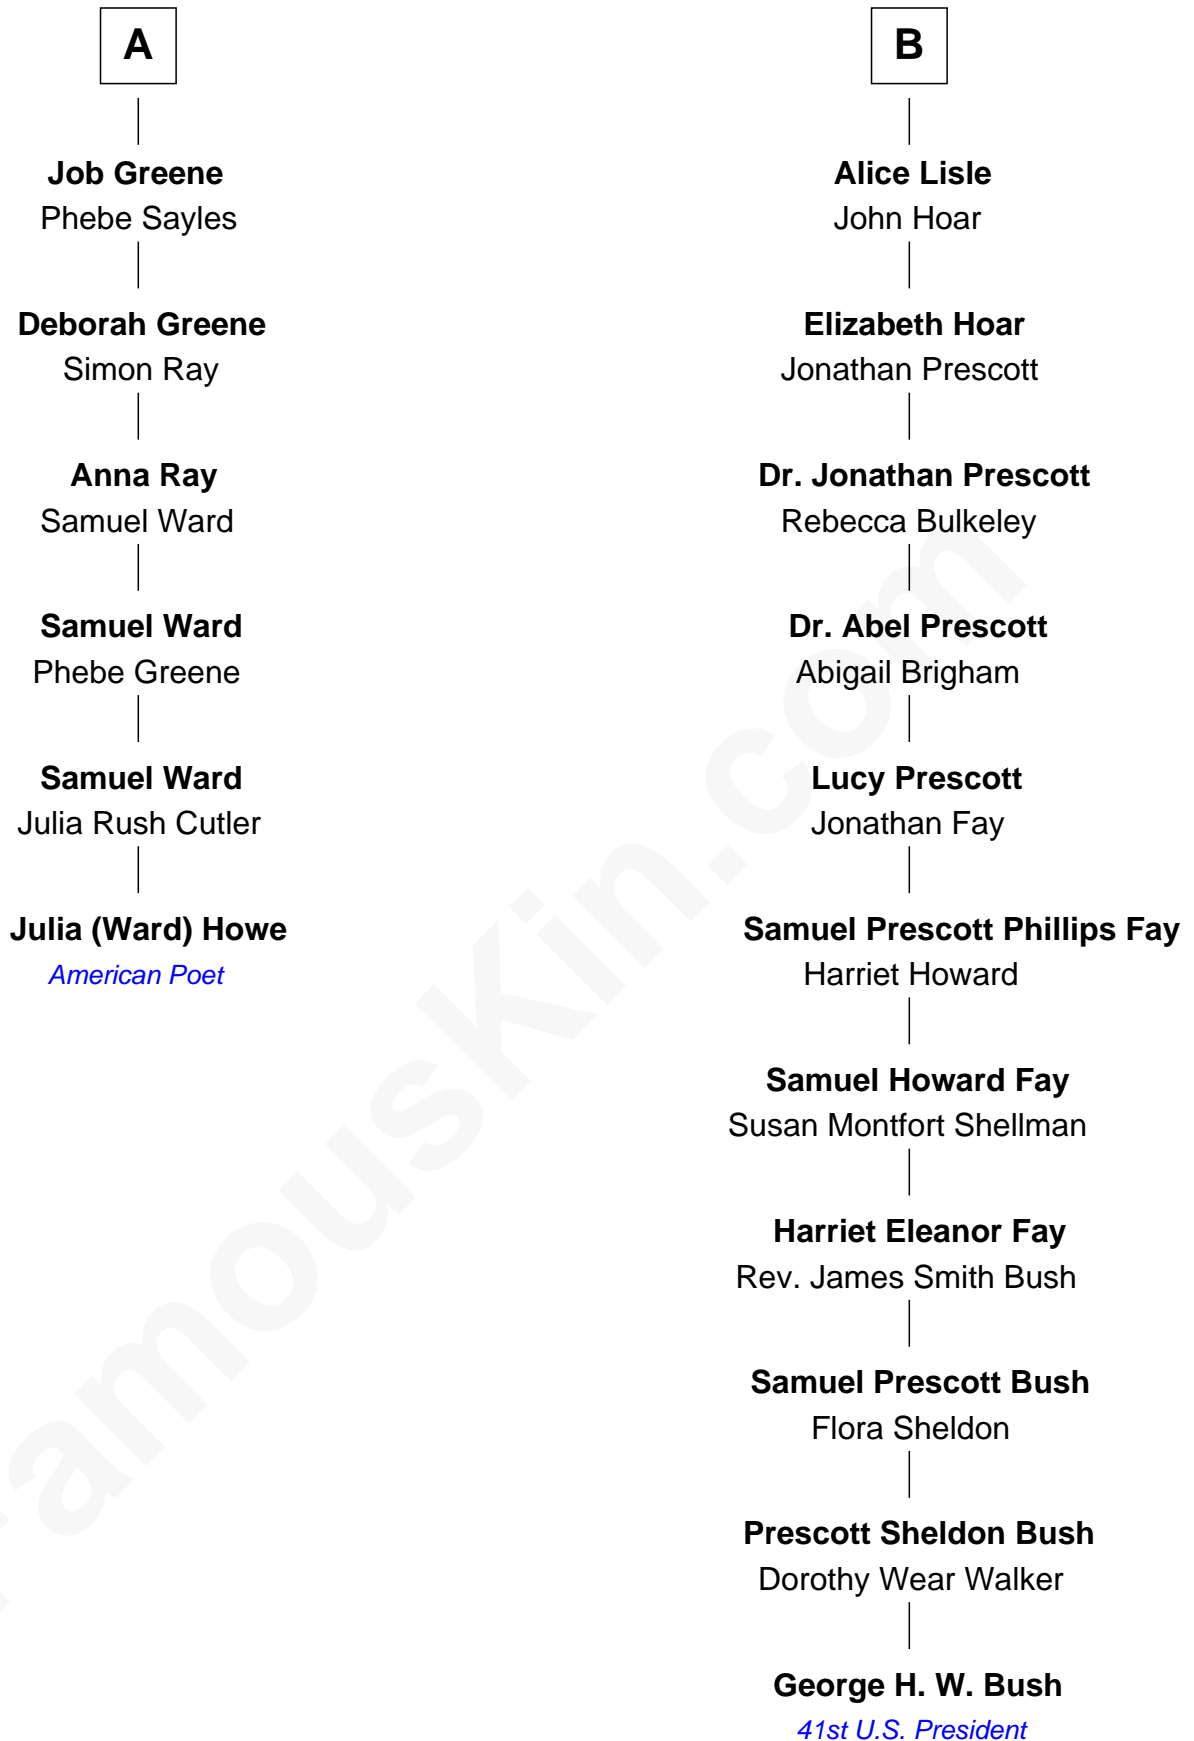 A
Job Greene
Phebe Sayles
Deborah Greene
Simon Ray
Anna Ray
Samuel Ward
Samuel Ward
Phebe Greene
Samuel Ward
Julia Rush Cutler
Julia (Ward) Howe
American Poet
B
Alice Lisle
John Hoar
Elizabeth Hoar
Jonathan Prescott
Dr. Jonathan Prescott
Rebecca Bulkeley
Dr. Abel Prescott
Abigail Brigham
Lucy Prescott
Jonathan Fay
Samuel Prescott Phillips Fay
Harriet Howard
Samuel Howard Fay
Susan Montfort Shellman
Harriet Eleanor Fay
Rev. James Smith Bush
Samuel Prescott Bush
Flora Sheldon
Prescott Sheldon Bush
Dorothy Wear Walker
George H. W. Bush
41st U.S. President
FamousKin.com